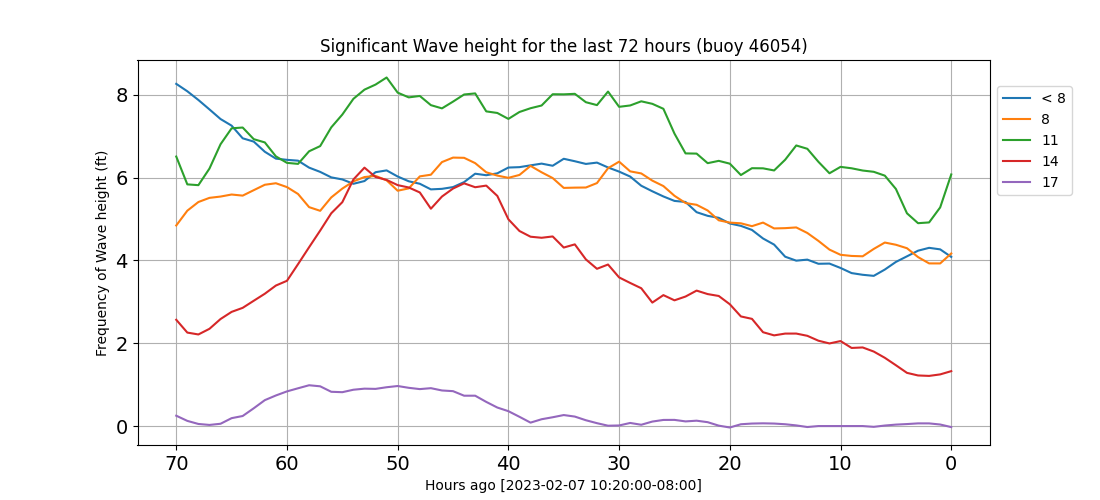 Significant Wave height for the last 72 hours (buoy 46054)
Frequency of Wave height (ft)
8
6
4
2
0
70 60 50 40 30 20 10 0
Hours ago [2023-02-07 10:20:00-08:00]
< 8
8
11
14
17